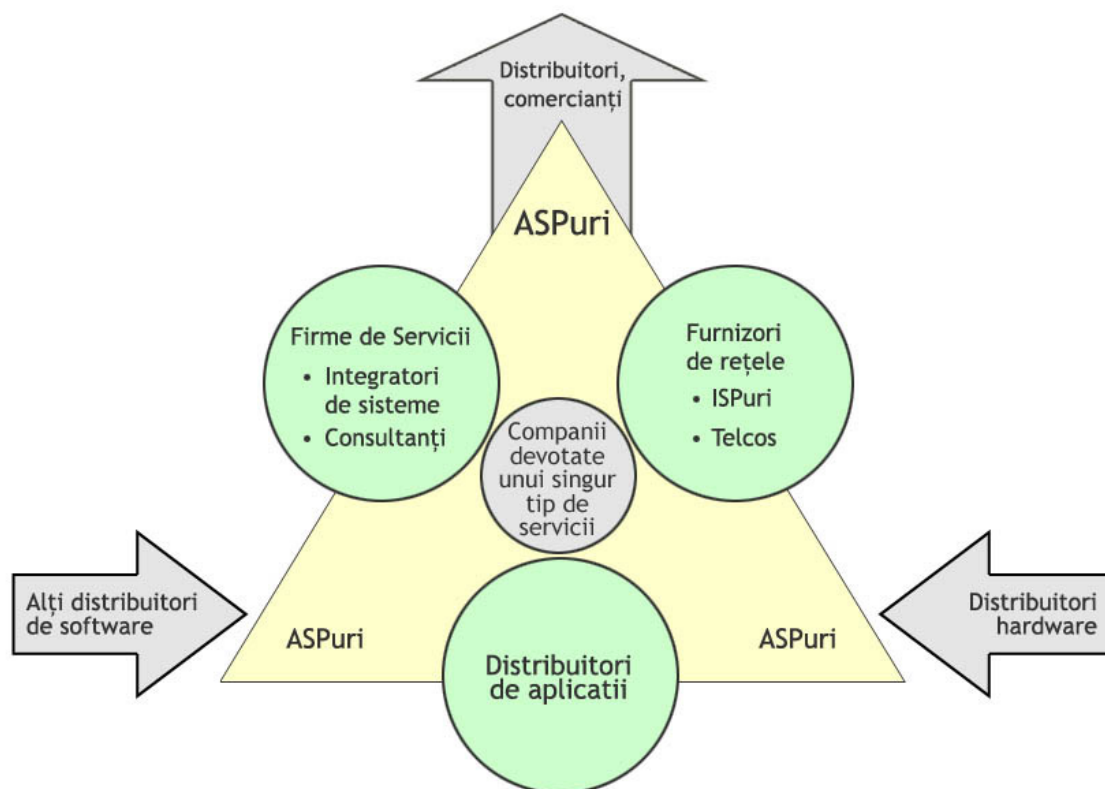 Distribuitori,
comercianți
ASPuri
Firme de Servicii
• Integratori
de sisteme
• Consultanți
Furnizori
de rețele
• ISPuri
• Telcos
Companii
devotate
unui singur
tip de
servicii
Alți distribuitori
de software
ASPuri
Distribuitori
de aplicatii
ASPuri
Distribuitori
hardware